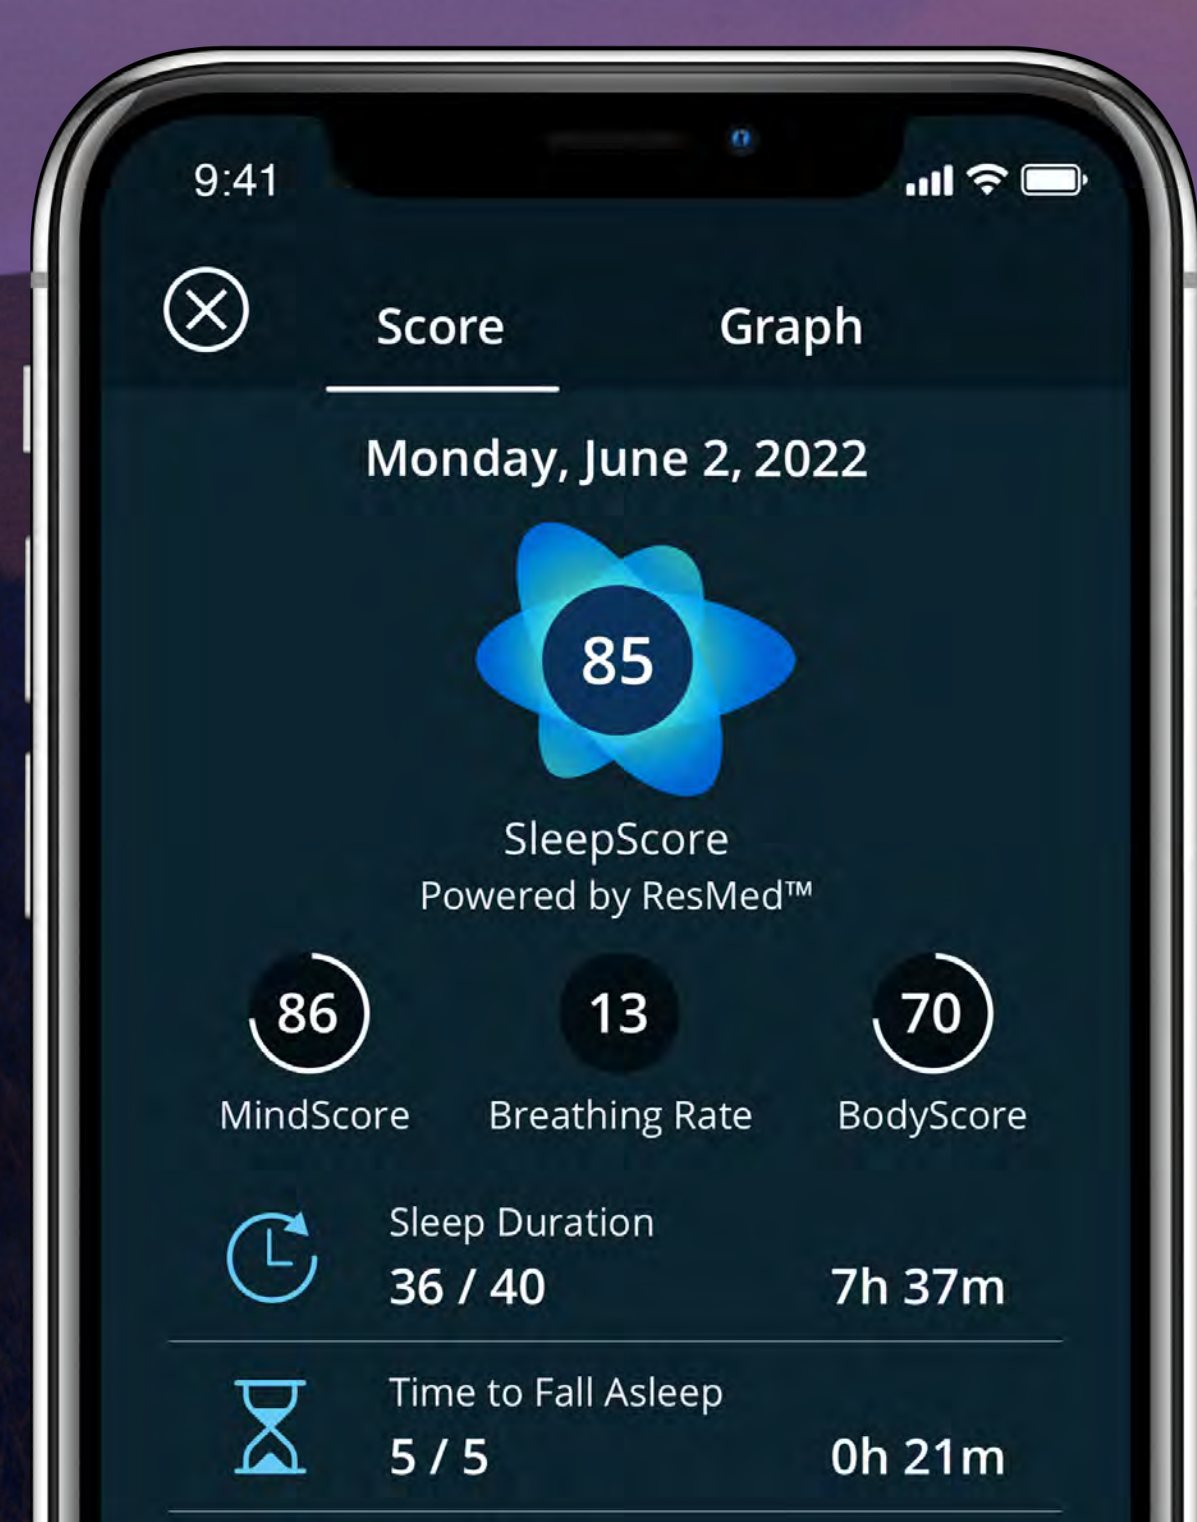 9:41
Score Graph
Monday, June 2, 2022
85
SleepScore
Powered by ResMed™
86 13 70
MindScore Breathing Rate BodyScore
Sleep Duration
36 / 40 7h 37m
Time to Fall Asleep
5 / 5 0h 21m